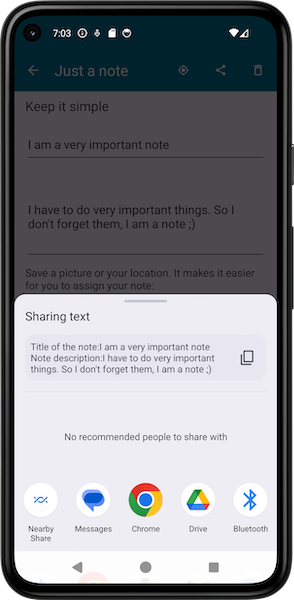 7:03
Just a note
Keep it simple
I am a very important note
I have to do very important things. So I
don't forget them, I am a note ;)
Save a picture or your location. It makes it easier
for you to assign your note:
Sharing text
Title of the note:I am a very important note
Note description:I have to do very important
things. So I don't forget them, I am a note ;)
No recommended people to share with
Nearby
Share
Messages
Chrome
Drive
Bluetooth